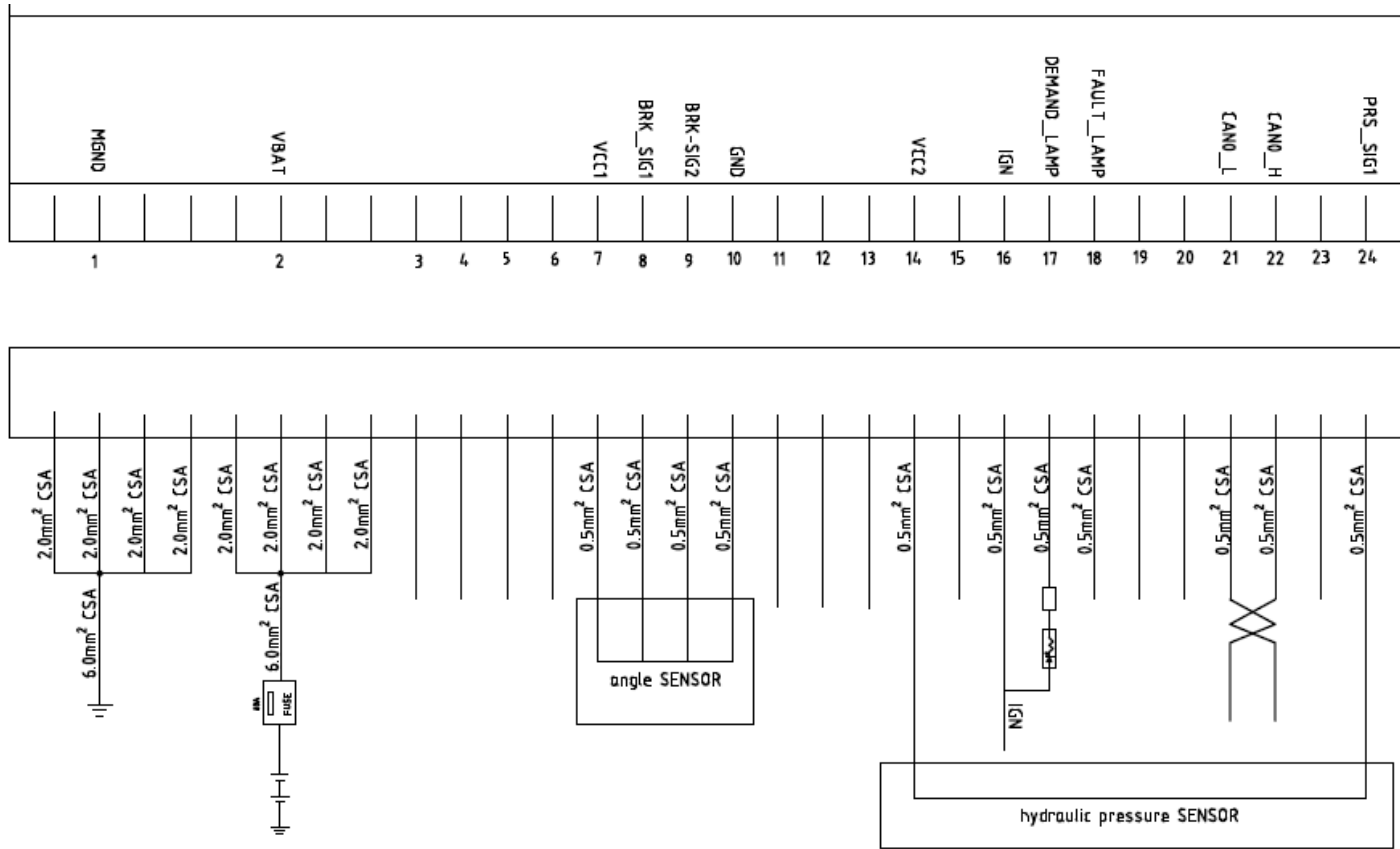 MGND
VBAT
VCC1
BRK_SIG1
BRK-SIG2
GND
VCC2
IGN
DEMAND_LAMP
FAULT_LAMP
CAN0_L
CAN0_H
PRS_SIG1
1 2 3 4 5 6 7 8 9 10 11 12 13 14 15 16 17 18 19 20 21 22 23 24
2.0mm² CSA
2.0mm² CSA
2.0mm² CSA
2.0mm² CSA
2.0mm² CSA
2.0mm² CSA
2.0mm² CSA
2.0mm² CSA
0.5mm² CSA
0.5mm² CSA
0.5mm² CSA
0.5mm² CSA
0.5mm² CSA
0.5mm² CSA
0.5mm² CSA
0.5mm² CSA
0.5mm² CSA
0.5mm² CSA
0.5mm² CSA
6.0mm² CSA
6.0mm² CSA
FUSE
angle SENSOR
IGN
hydraulic pressure SENSOR